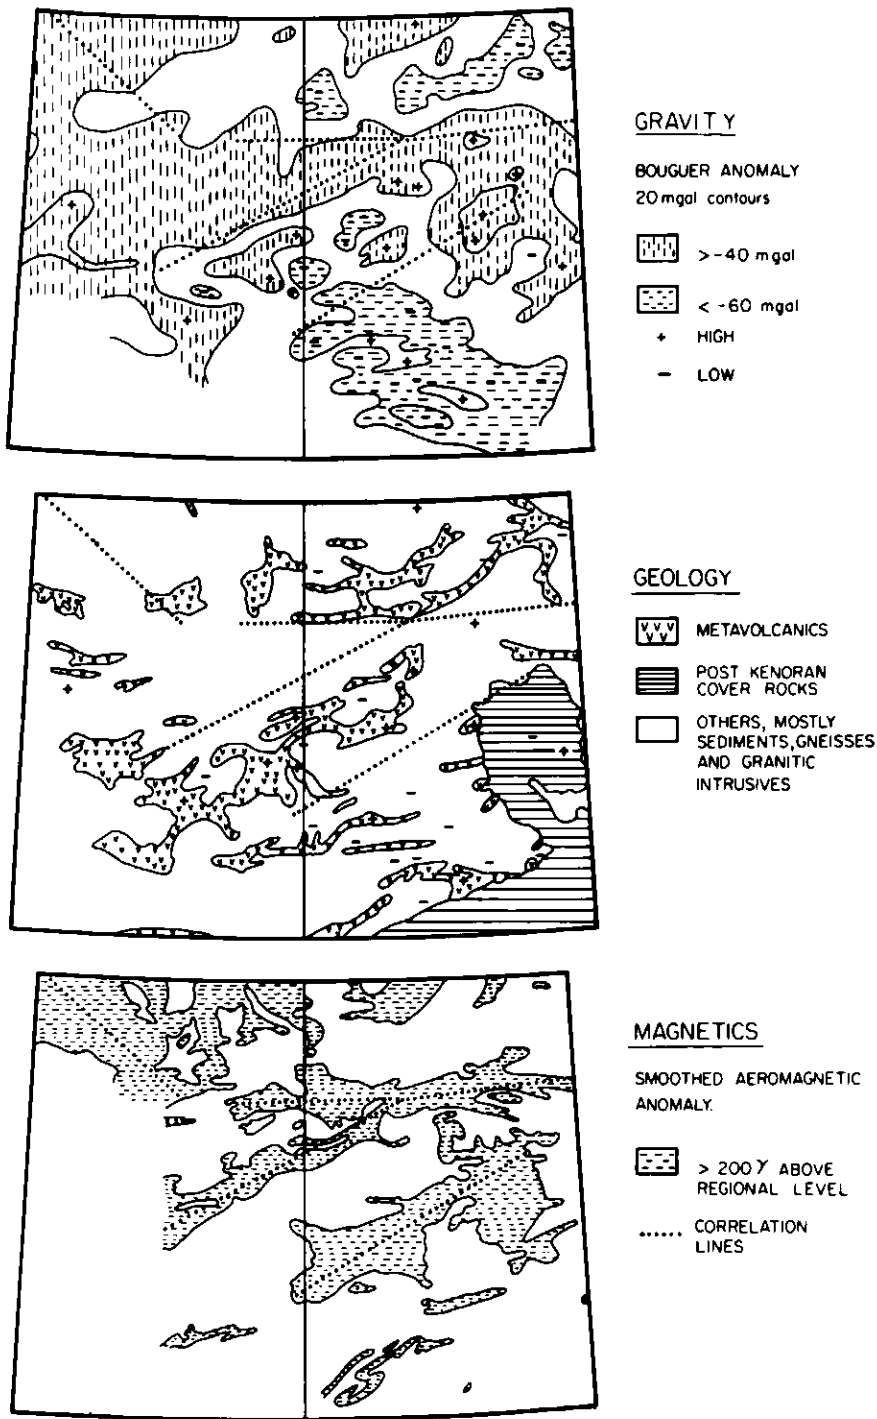 GRAVITY
BOUGUER ANOMALY
20 mgal contours
> -40 mgal
< -60 mgal
+ HIGH
- LOW
GEOLOGY
METAVOLCANICS
POST KENORAN
COVER ROCKS
OTHERS, MOSTLY
SEDIMENTS, GNEISSES
AND GRANITIC
INTRUSIVES
MAGNETICS
SMOOTHED AEROMAGNETIC
ANOMALY.
> 200 γ ABOVE
REGIONAL LEVEL
CORRELATION
LINES